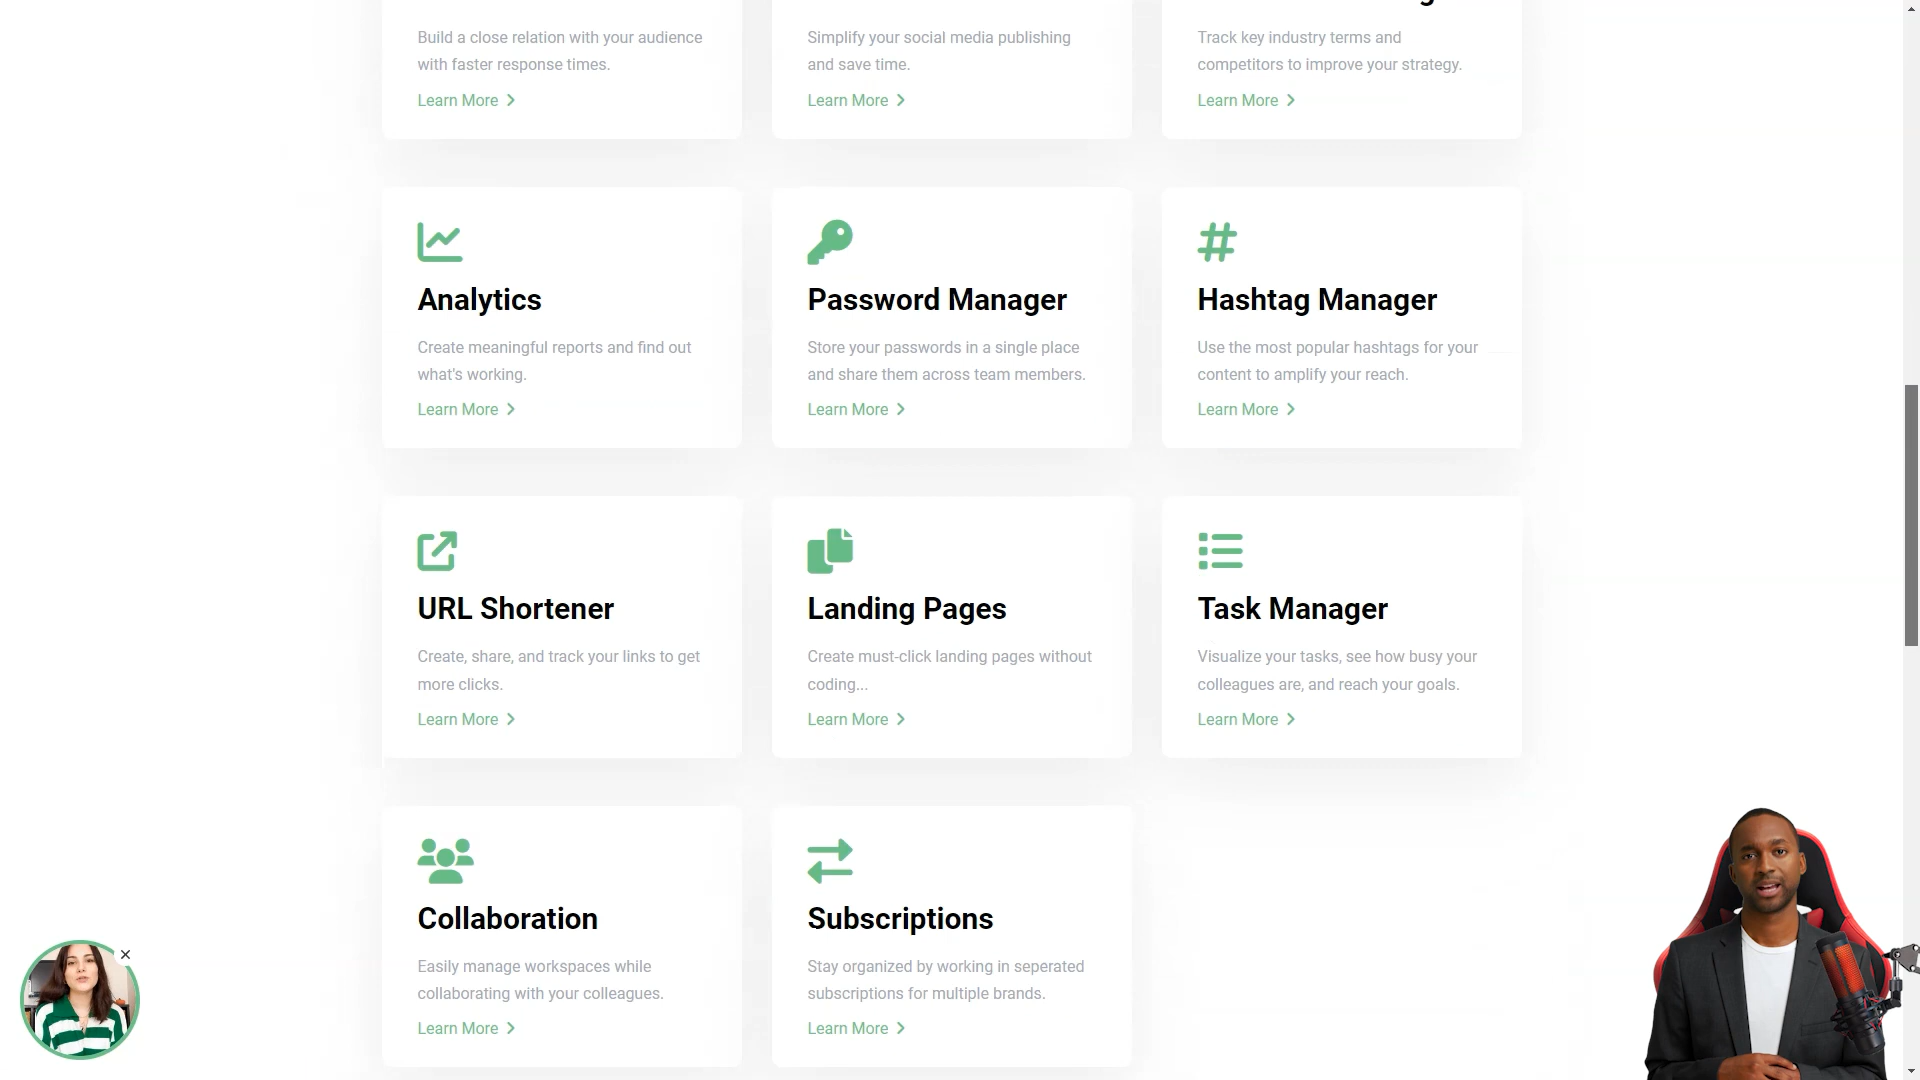 Build a close relation with your audience
with faster response times.
Learn More
Simplify your social media publishing
and save time.
Learn More
Track key industry terms and
competitors to improve your strategy.
Learn More
Analytics
Create meaningful reports and find out
what's working.
Learn More
Password Manager
Store your passwords in a single place
and share them across team members.
Learn More
Hashtag Manager
Use the most popular hashtags for your
content to amplify your reach.
Learn More
URL Shortener
Create, share, and track your links to get
more clicks.
Learn More
Landing Pages
Create must-click landing pages without
coding...
Learn More
Task Manager
Visualize your tasks, see how busy your
colleagues are, and reach your goals.
Learn More
Collaboration
Easily manage workspaces while
collaborating with your colleagues.
Learn More
Subscriptions
Stay organized by working in seperated
subscriptions for multiple brands.
Learn More